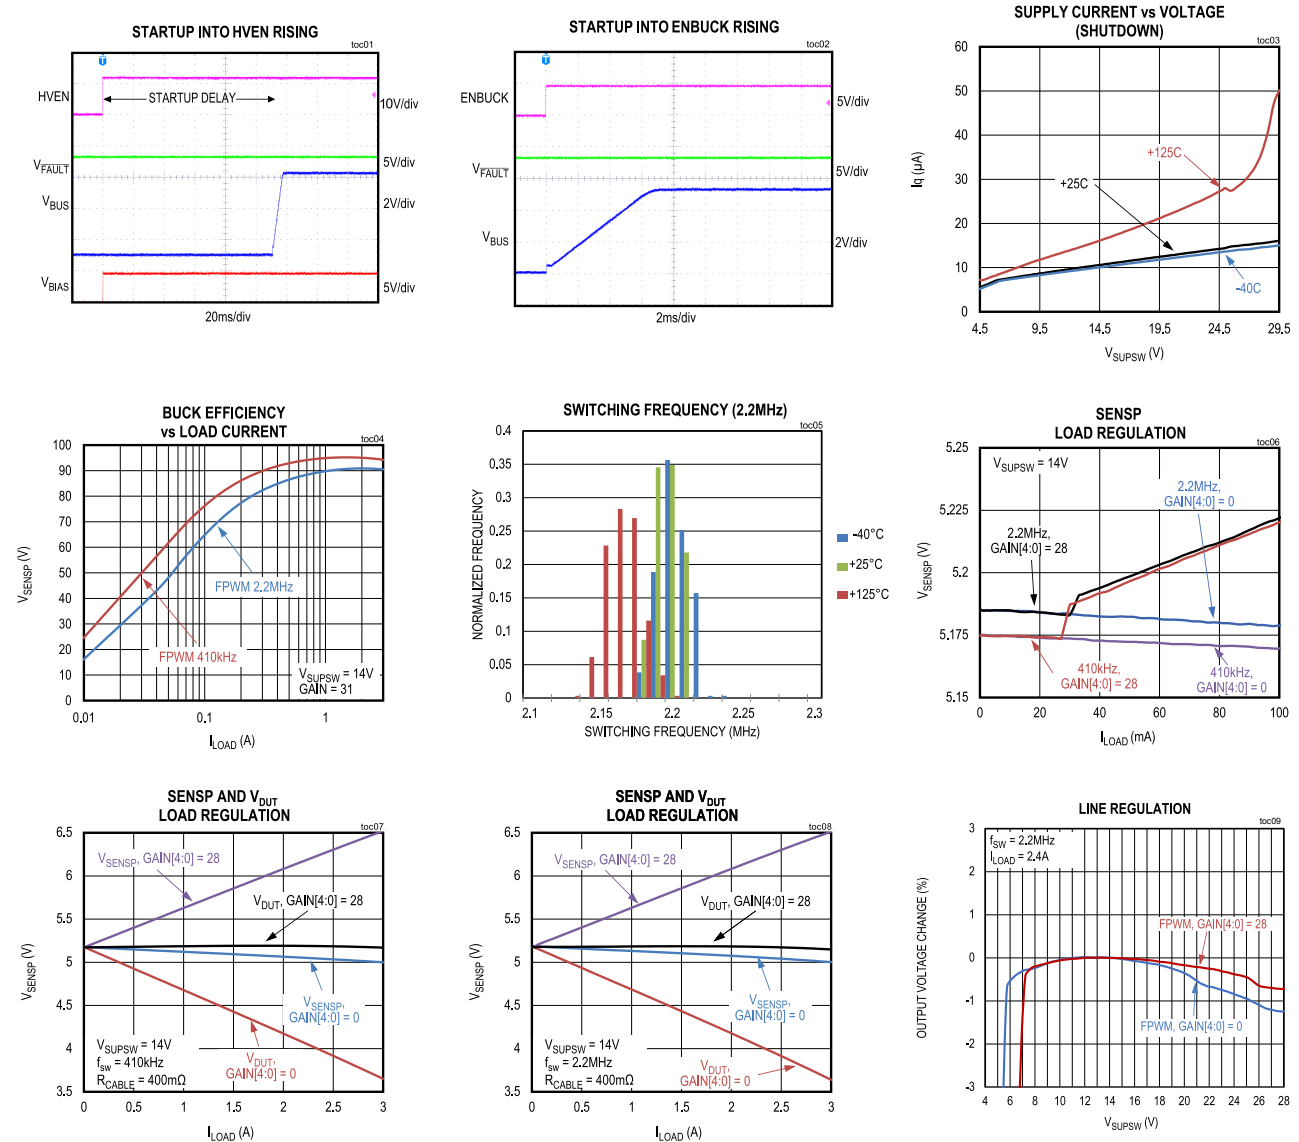 STARTUP INTO HVEN RISING
toc01
T
HVEN
STARTUP DELAY
10V/div
VFAULT
5V/div
VBUS
2V/div
VBIAS
5V/div
20ms/div
STARTUP INTO ENBUCK RISING
toc02
T
ENBUCK
5V/div
VFAULT
5V/div
VBUS
2V/div
2ms/div
SUPPLY CURRENT vs VOLTAGE
(SHUTDOWN)
toc03
60
50
40
30
20
10
0
Iq (µA)
+125C
+25C
-40C
4.5 9.5 14.5 19.5 24.5 29.5
VSUPSW (V)
BUCK EFFICIENCY
vs LOAD CURRENT
toc04
100
90
80
70
60
50
40
30
20
10
0
VSENSP (V)
FPWM 2.2MHz
FPWM 410kHz
VSUPSW = 14V
GAIN = 31
0.01 0.1 1
ILOAD (A)
SWITCHING FREQUENCY (2.2MHz)
toc05
0.4
0.35
0.3
0.25
0.2
0.15
0.1
0.05
0
NORMALIZED FREQUENCY
-40°C
+25°C
+125°C
2.1 2.15 2.2 2.25 2.3
SWITCHING FREQUENCY (MHz)
SENSP
LOAD REGULATION
toc06
5.25
5.225
5.2
5.175
5.15
VSENSP (V)
VSUPSW = 14V
2.2MHz,
GAIN[4:0] = 0
2.2MHz,
GAIN[4:0] = 28
410kHz,
GAIN[4:0] = 28
410kHz,
GAIN[4:0] = 0
0 20 40 60 80 100
ILOAD (mA)
SENSP AND VDUT
LOAD REGULATION
toc07
6.5
6
5.5
5
4.5
4
3.5
VSENSP (V)
VSENSP, GAIN[4:0] = 28
VDUT, GAIN[4:0] = 28
VSENSP,
GAIN[4:0] = 0
VDUT,
GAIN[4:0] = 0
VSUPSW = 14V
fsw = 410kHz
RCABLE = 400mΩ
0 0.5 1 1.5 2 2.5 3
ILOAD (A)
SENSP AND VDUT
LOAD REGULATION
toc08
6.5
6
5.5
5
4.5
4
3.5
VSENSP (V)
VSENSP, GAIN[4:0] = 28
VDUT, GAIN[4:0] = 28
VSENSP,
GAIN[4:0] = 0
VDUT,
GAIN[4:0] = 0
VSUPSW = 14V
fsw = 2.2MHz
RCABLE = 400mΩ
0 0.5 1 1.5 2 2.5 3
ILOAD (A)
LINE REGULATION
toc09
3
2
1
0
-1
-2
-3
OUTPUT VOLTAGE CHANGE (%)
fSW = 2.2MHz
ILOAD = 2.4A
FPWM, GAIN[4:0] = 28
FPWM, GAIN[4:0] = 0
4 6 8 10 12 14 16 18 20 22 24 26 28
VSUPSW (V)